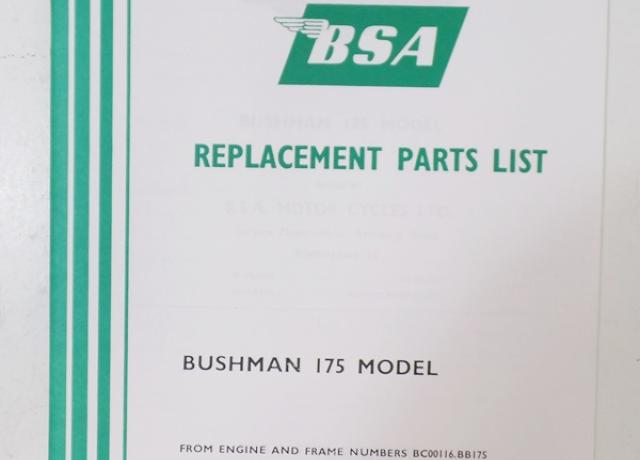 BSA
REPLACEMENT PARTS LIST
BUSHMAN 175 MODEL
FROM ENGINE AND FRAME NUMBERS BC00116.BB175